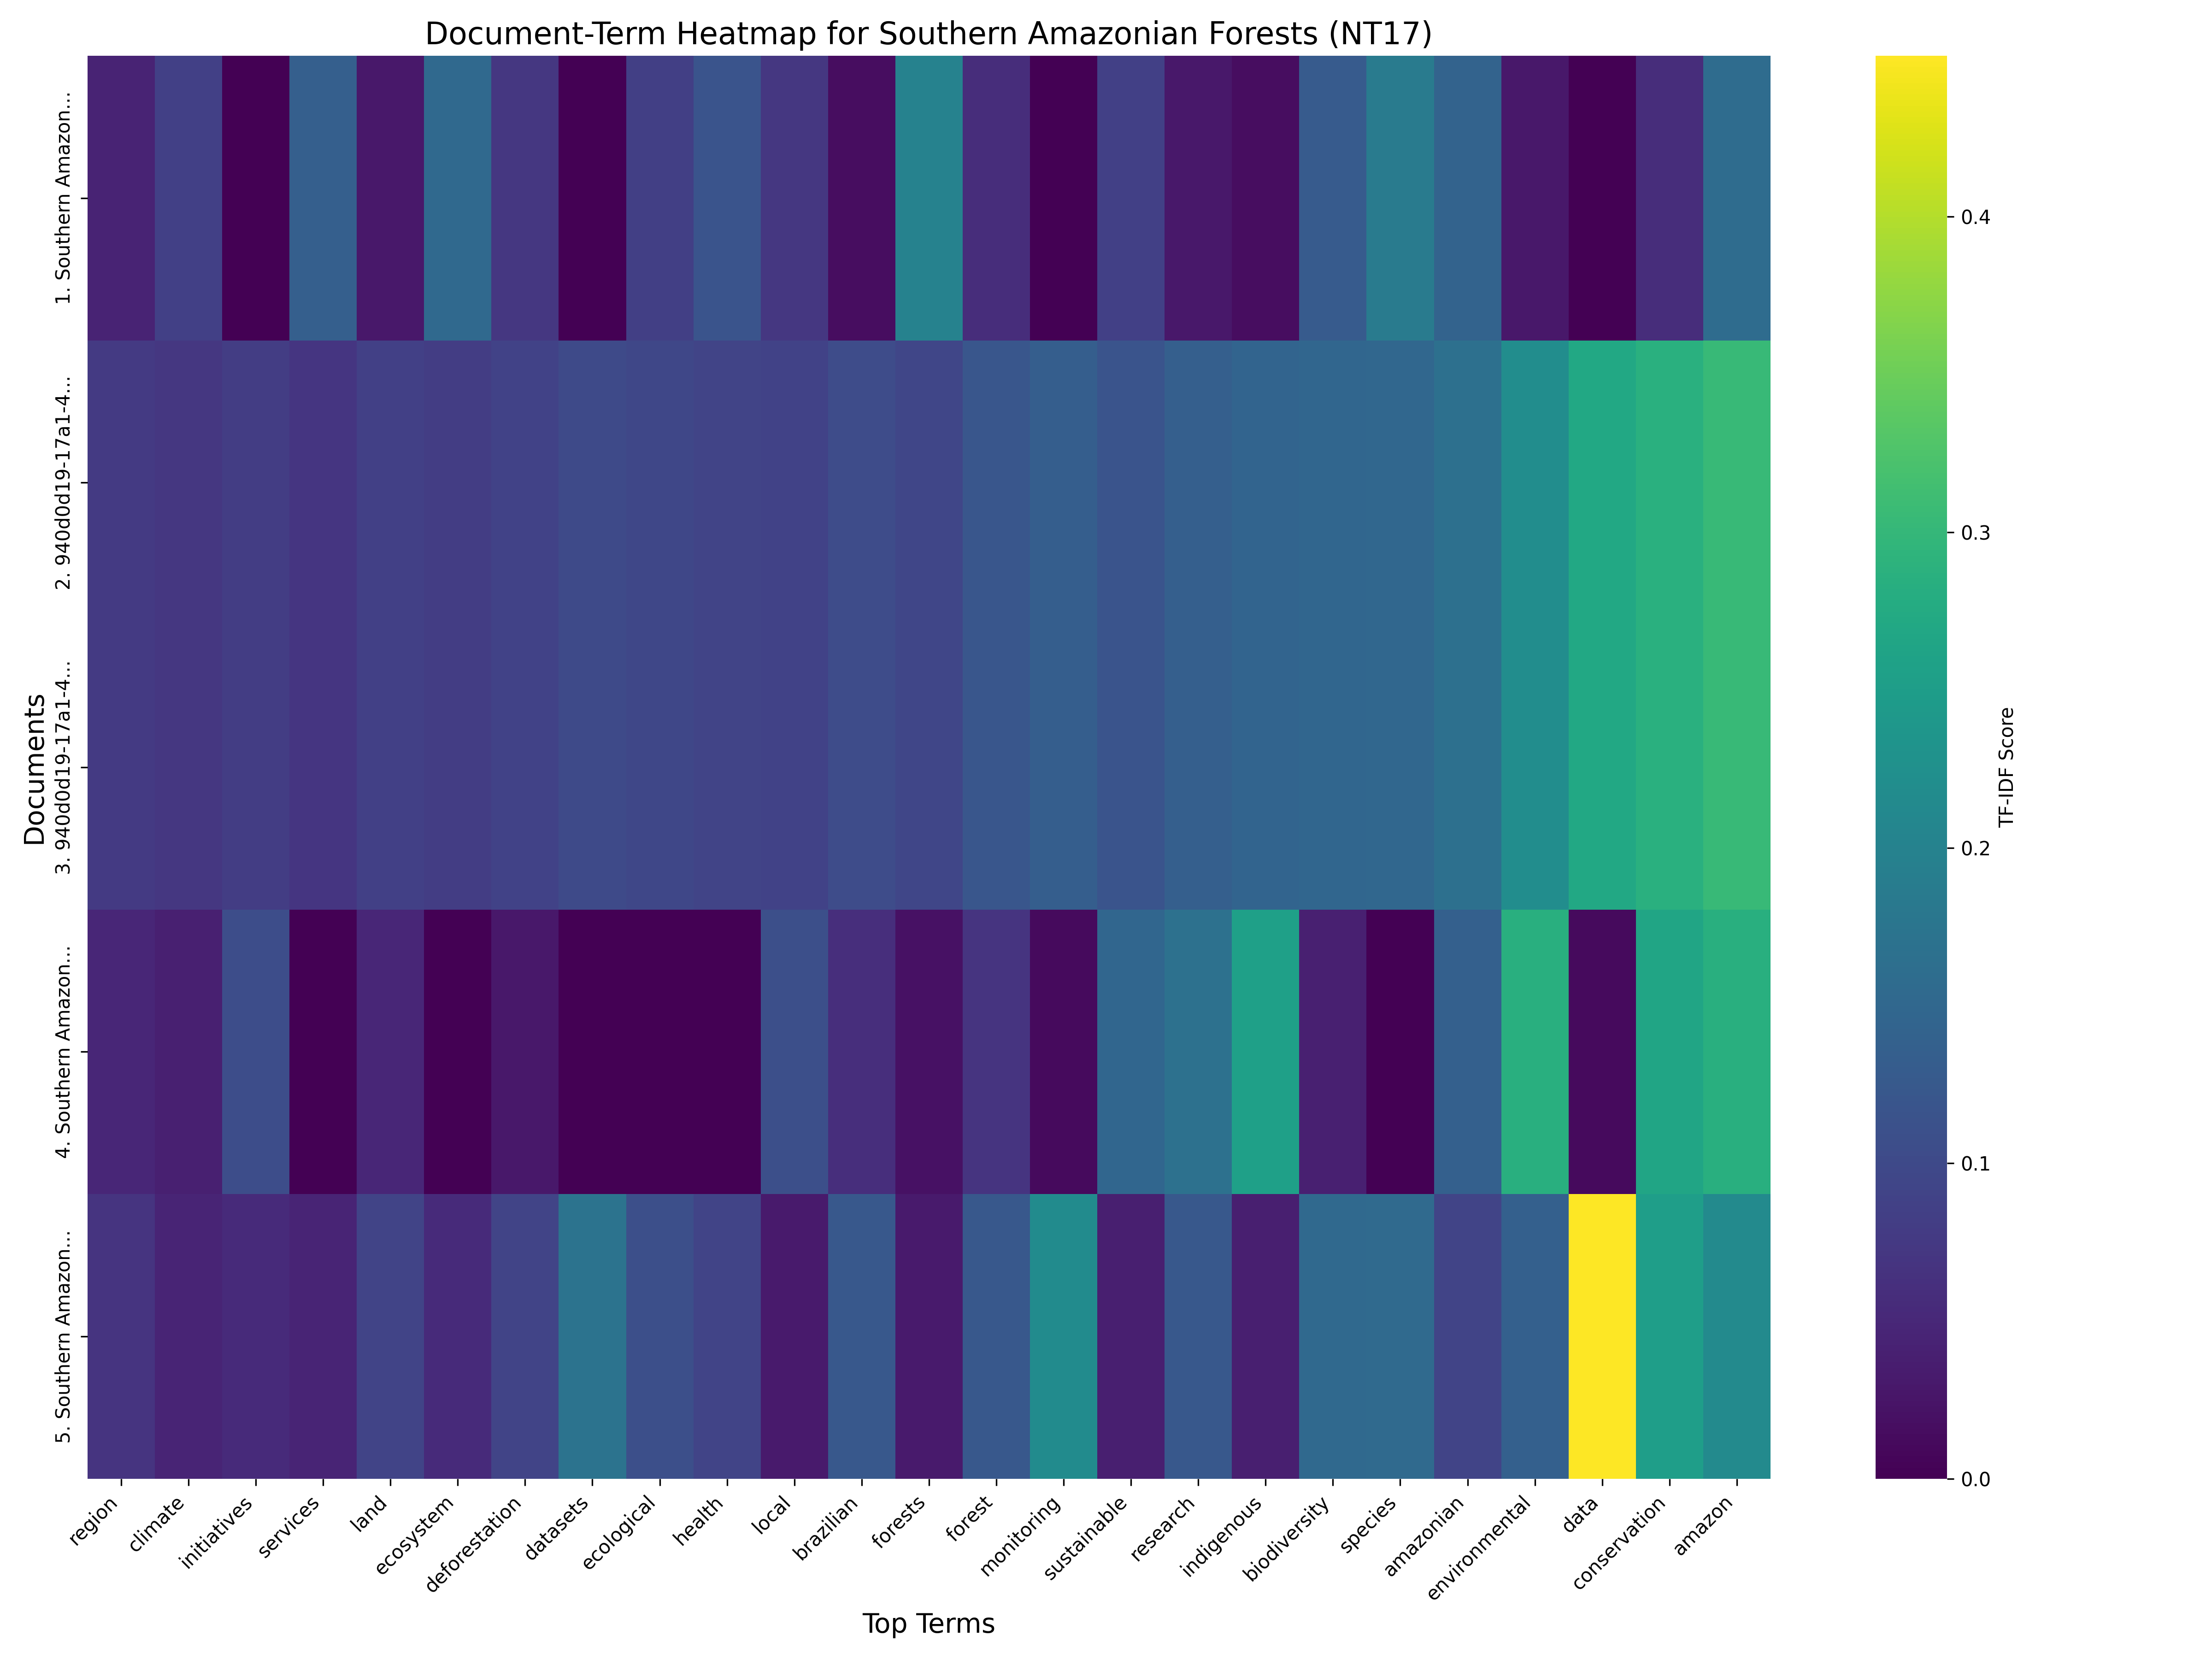 Document-Term Heatmap for Southern Amazonian Forests (NT17)
Documents
1. Southern Amazon...
2. 940d0d19-17a1-4...
3. 940d0d19-17a1-4...
4. Southern Amazon...
5. Southern Amazon...
region
climate
initiatives
services
land
ecosystem
deforestation
datasets
ecological
health
local
brazilian
forests
forest
monitoring
sustainable
research
indigenous
biodiversity
species
amazonian
environmental
data
conservation
amazon
Top Terms
0.4
0.3
0.2
0.1
0.0
TF-IDF Score